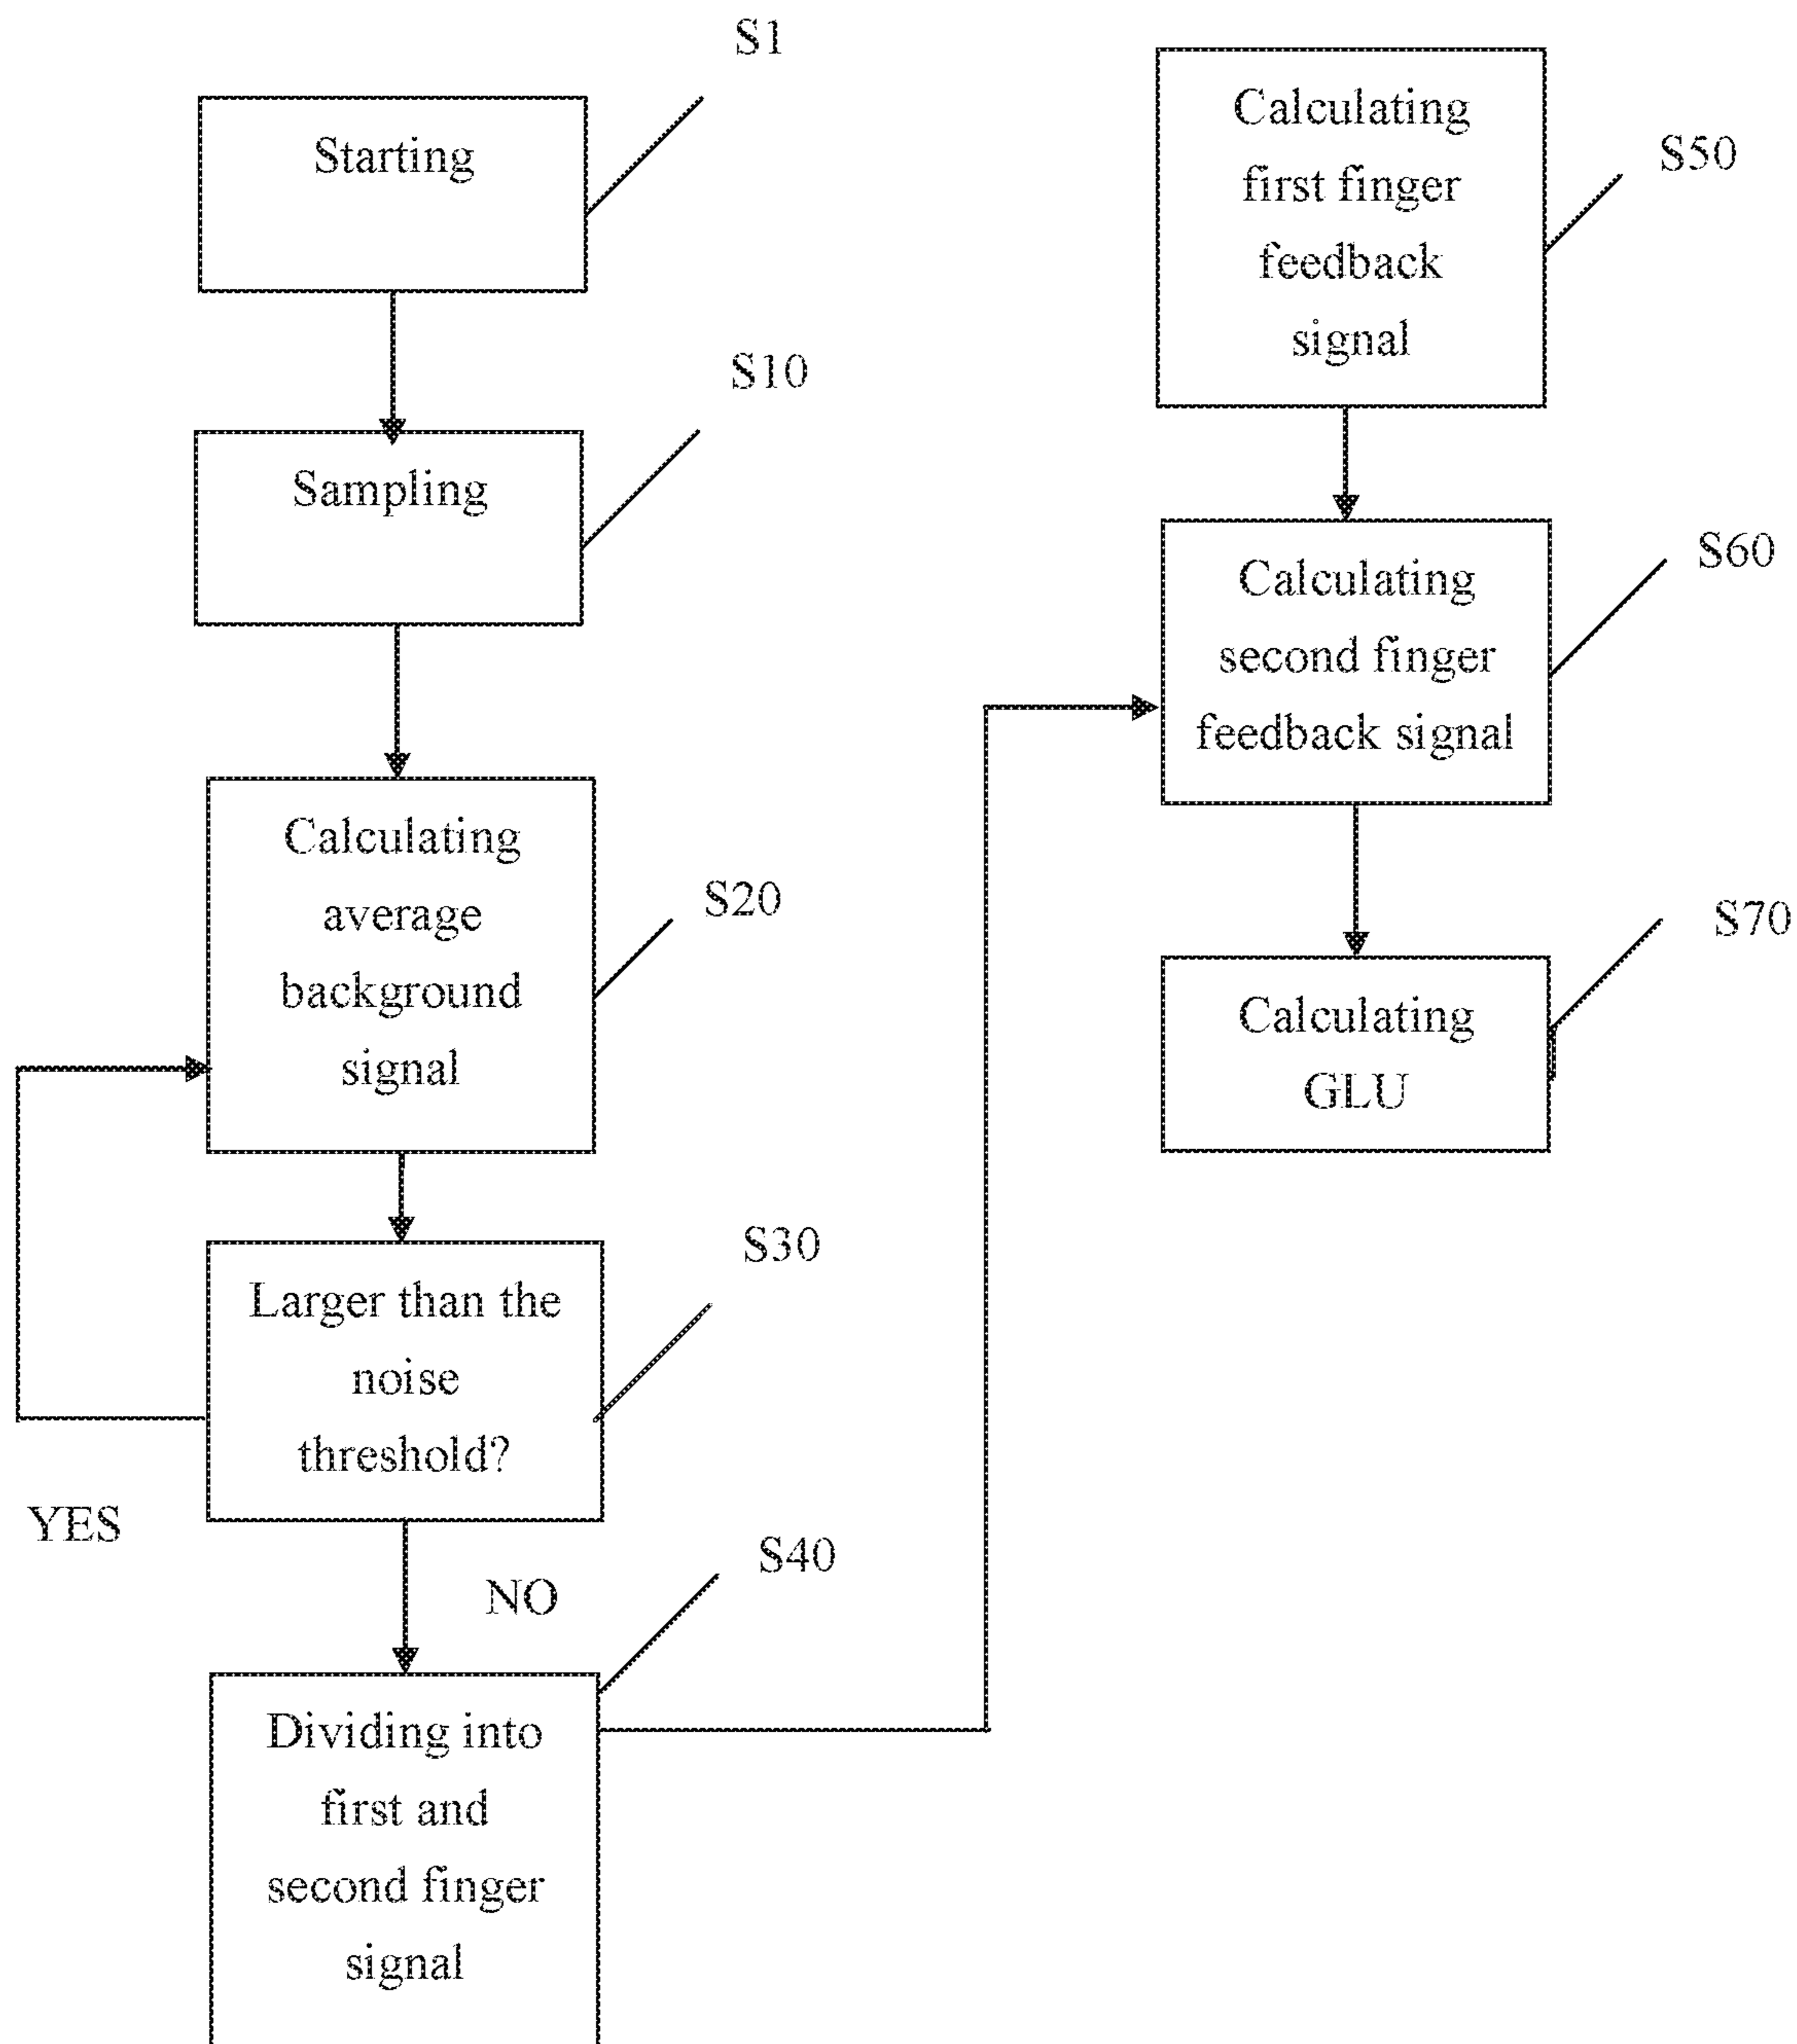 S1
Starting
S10
Sampling
Calculating
average
background
signal
S20
S30
Larger than the
noise
threshold?
YES
NO
S40
Dividing into
first and
second finger
signal
Calculating
first finger
feedback
signal
S50
S60
Calculating
second finger
feedback signal
S70
Calculating
GLU